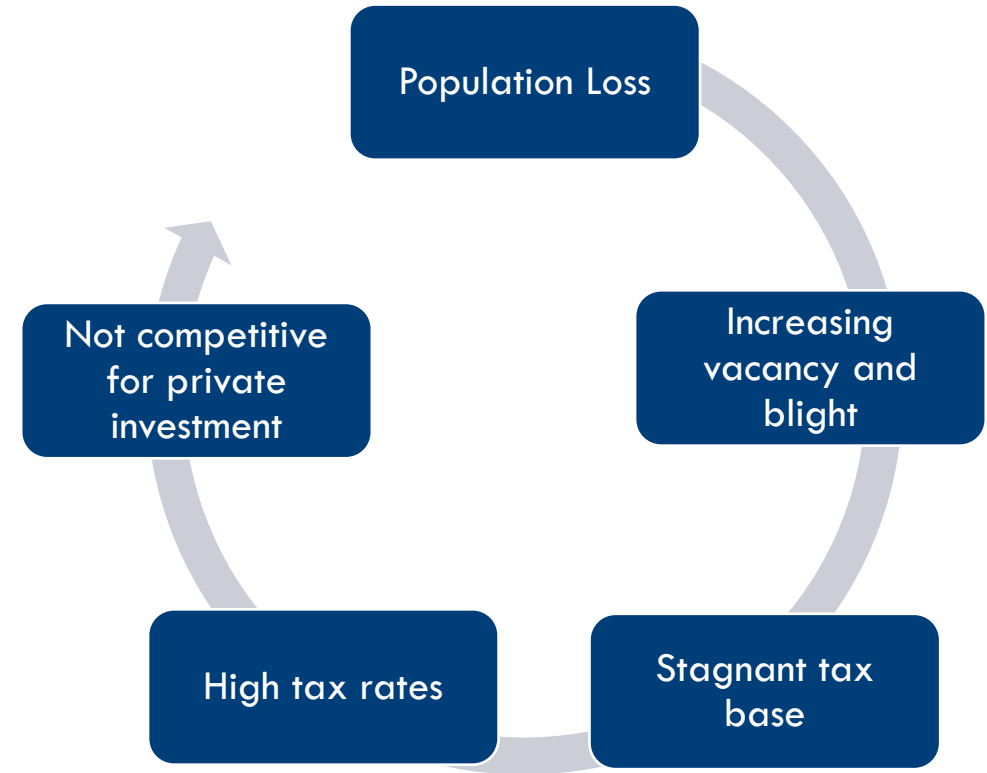 Population Loss
Increasing
vacancy and
blight
Stagnant tax
base
High tax rates
Not competitive
for private
investment